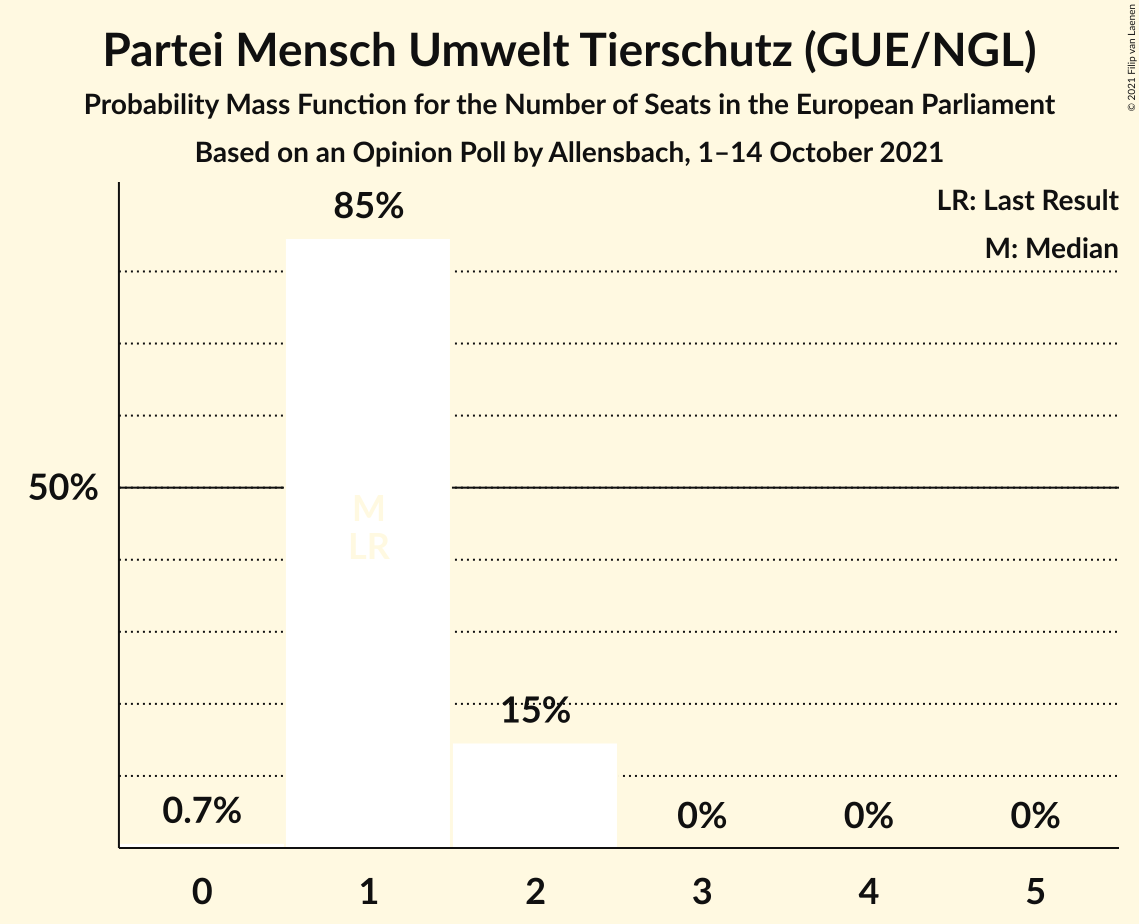 Partei Mensch Umwelt Tierschutz (GUE/NGL)
Probability Mass Function for the Number of Seats in the European Parliament
Based on an Opinion Poll by Allensbach, 1–14 October 2021
© 2021 Filip van Laenen
LR: Last Result
M: Median
85%
50%
M
LR
15%
0.7%
0%
0%
0%
0
1
2
3
4
5